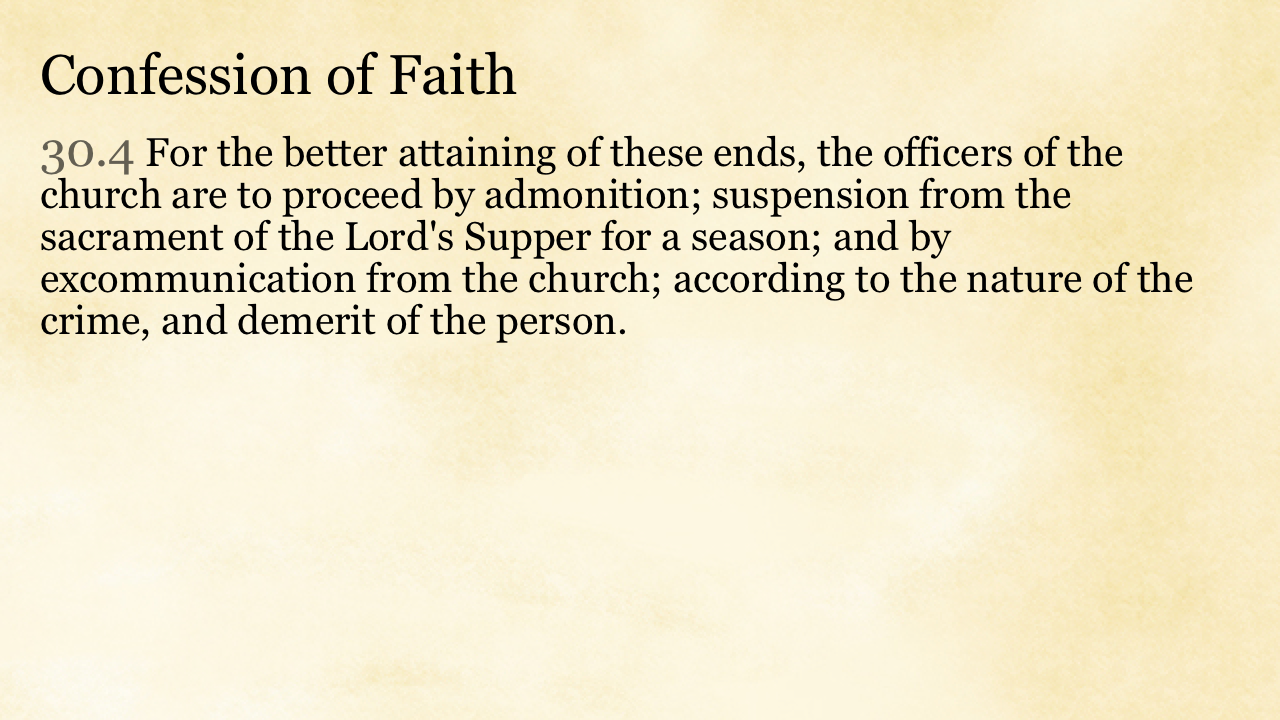 Confession of Faith
30.4 For the better attaining of these ends, the officers of the
church are to proceed by admonition; suspension from the
sacrament of the Lord's Supper for a season; and by
excommunication from the church; according to the nature of the
crime, and demerit of the person.